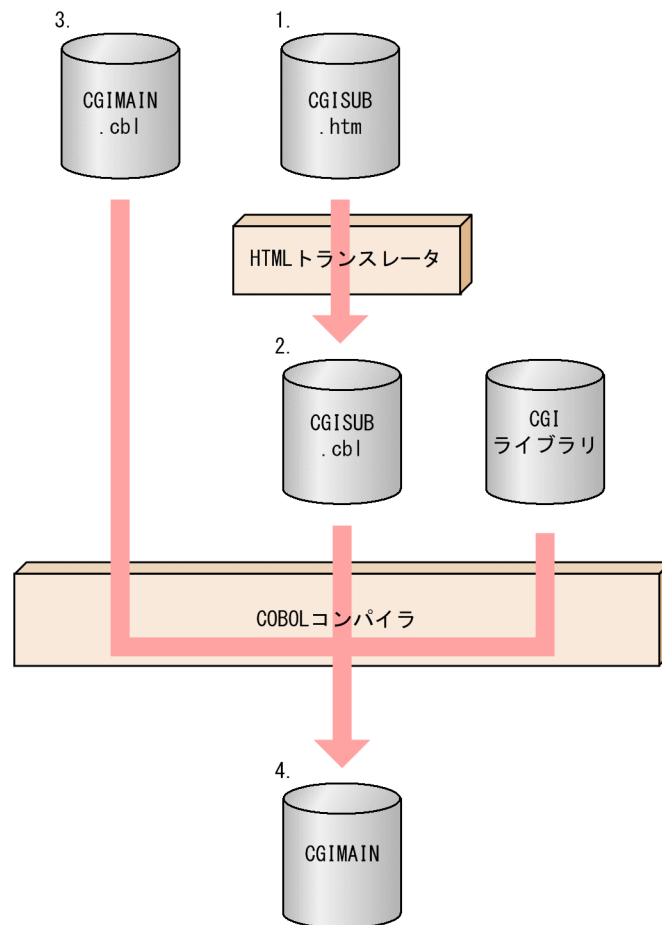 3.
CGIMAIN
.cbl
1.
CGISUB
.htm
HTMLトランスレータ
2.
CGISUB
.cbl
CGI
ライブラリ
COBOLコンパイラ
4.
CGIMAIN